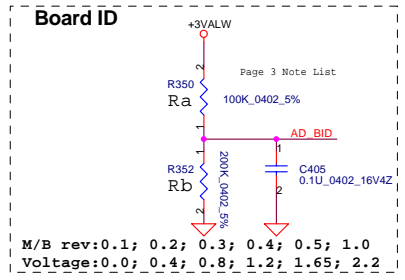 Board ID
+3VALW
2
Page 3 Note List
R350
Ra
100K_0402_5%
1
AD_BID
1
R352
Rb
200K_0402_5%
2
1
C405
0.1U_0402_16V4Z
2
M/B rev:0.1; 0.2; 0.3; 0.4; 0.5; 1.0
Voltage:0.0; 0.4; 0.8; 1.2; 1.65; 2.2